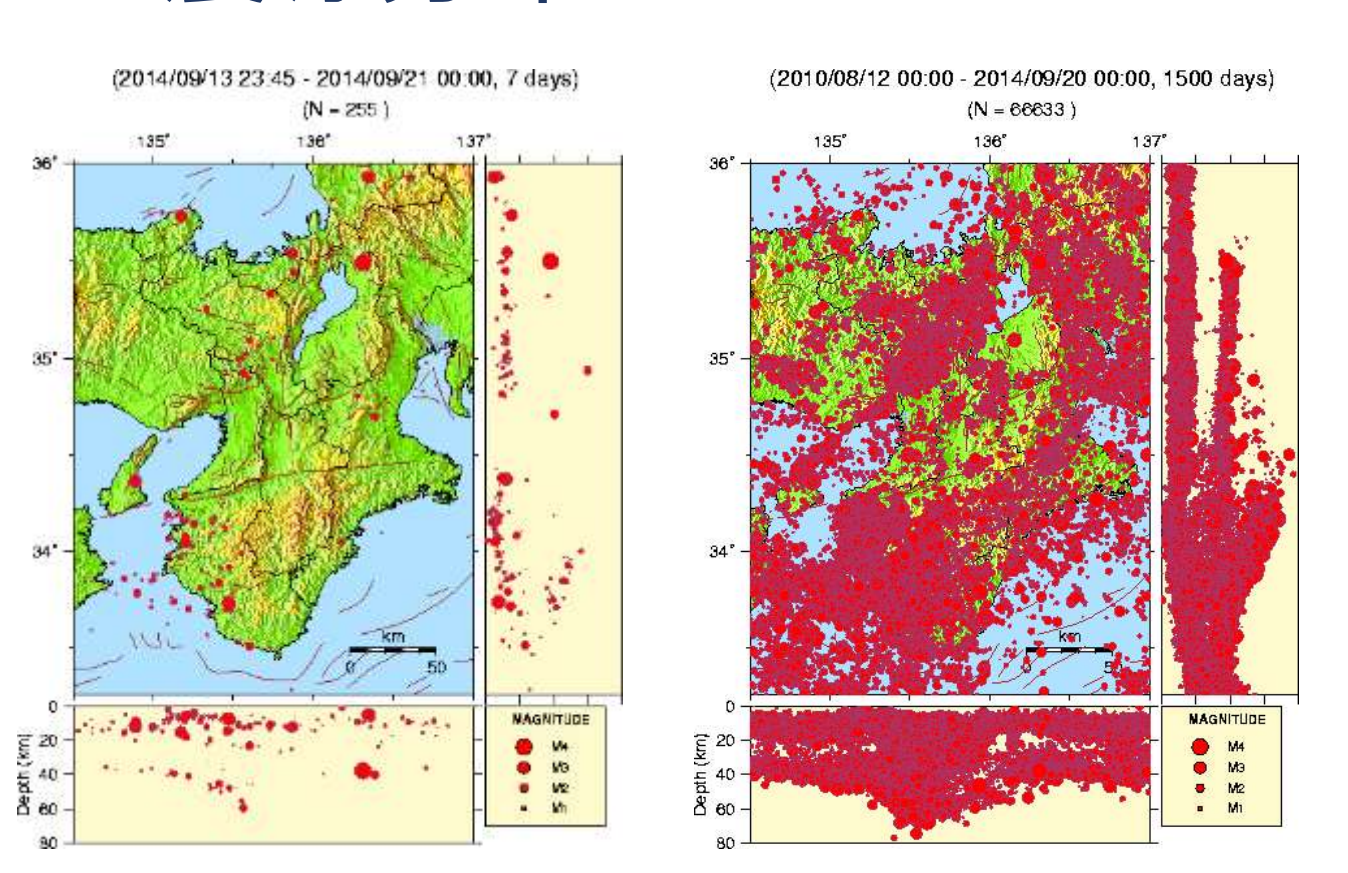 (2014/09/13 23:45 - 2014/09/21 00:00, 7 days)
(N = 255 )
135° 136° 137°
36°
35°
34°
km
0 50
0
20
40
60
80
Depth (km)
MAGNITUDE
M4
M3
M2
M1
(2010/08/12 00:00 - 2014/09/20 00:00, 1500 days)
(N = 66633 )
135° 136° 137°
36°
35°
34°
km
0
20
40
60
80
Depth (km)
MAGNITUDE
M4
M3
M2
M1